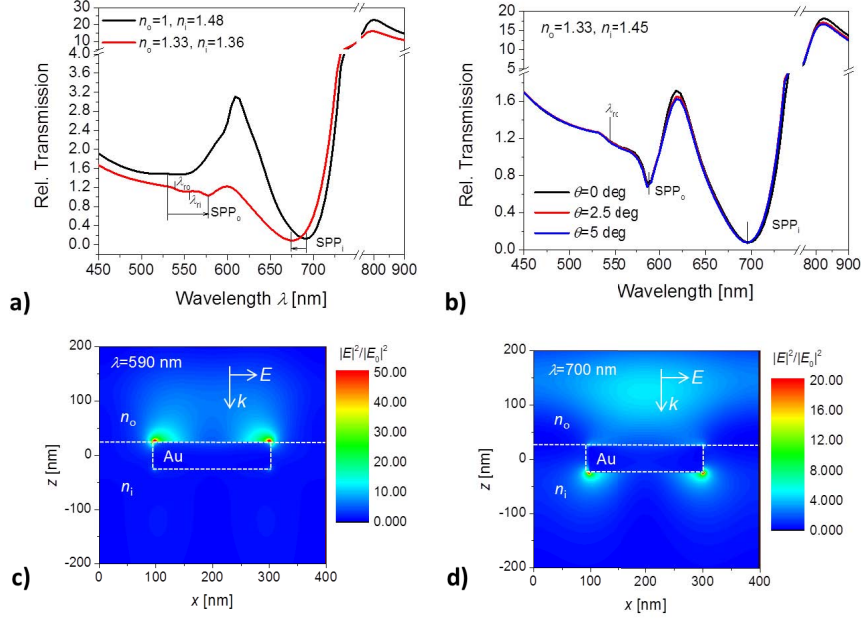 a)
nₒ=1, nᵢ=1.48
nₒ=1.33, nᵢ=1.36
Rel. Transmission
30
25
20
15
10
5
4.0
3.6
3.2
2.8
2.4
2.0
1.6
1.2
0.8
0.4
0.0
λro
λri
SPPₒ
SPPᵢ
450 500 550 600 650 700 800 900
Wavelength λ [nm]
b)
nₒ=1.33, nᵢ=1.45
Rel. Transmission
20
15
10
5
1.6
1.2
0.8
0.4
0.0
λro
SPPₒ
SPPᵢ
θ=0 deg
θ=2.5 deg
θ=5 deg
450 500 550 600 650 700 800 900
Wavelength [nm]
c)
λ=590 nm
E
k
nₒ
Au
nᵢ
z [nm]
200
100
0
-100
-200
0 100 200 300 400
x [nm]
|E|²/|E₀|²
50.00
40.00
30.00
20.00
10.00
0.000
d)
λ=700 nm
E
k
nₒ
Au
nᵢ
z [nm]
200
100
0
-100
-200
0 100 200 300 400
x [nm]
|E|²/|E₀|²
20.00
16.00
12.00
8.000
4.000
0.000